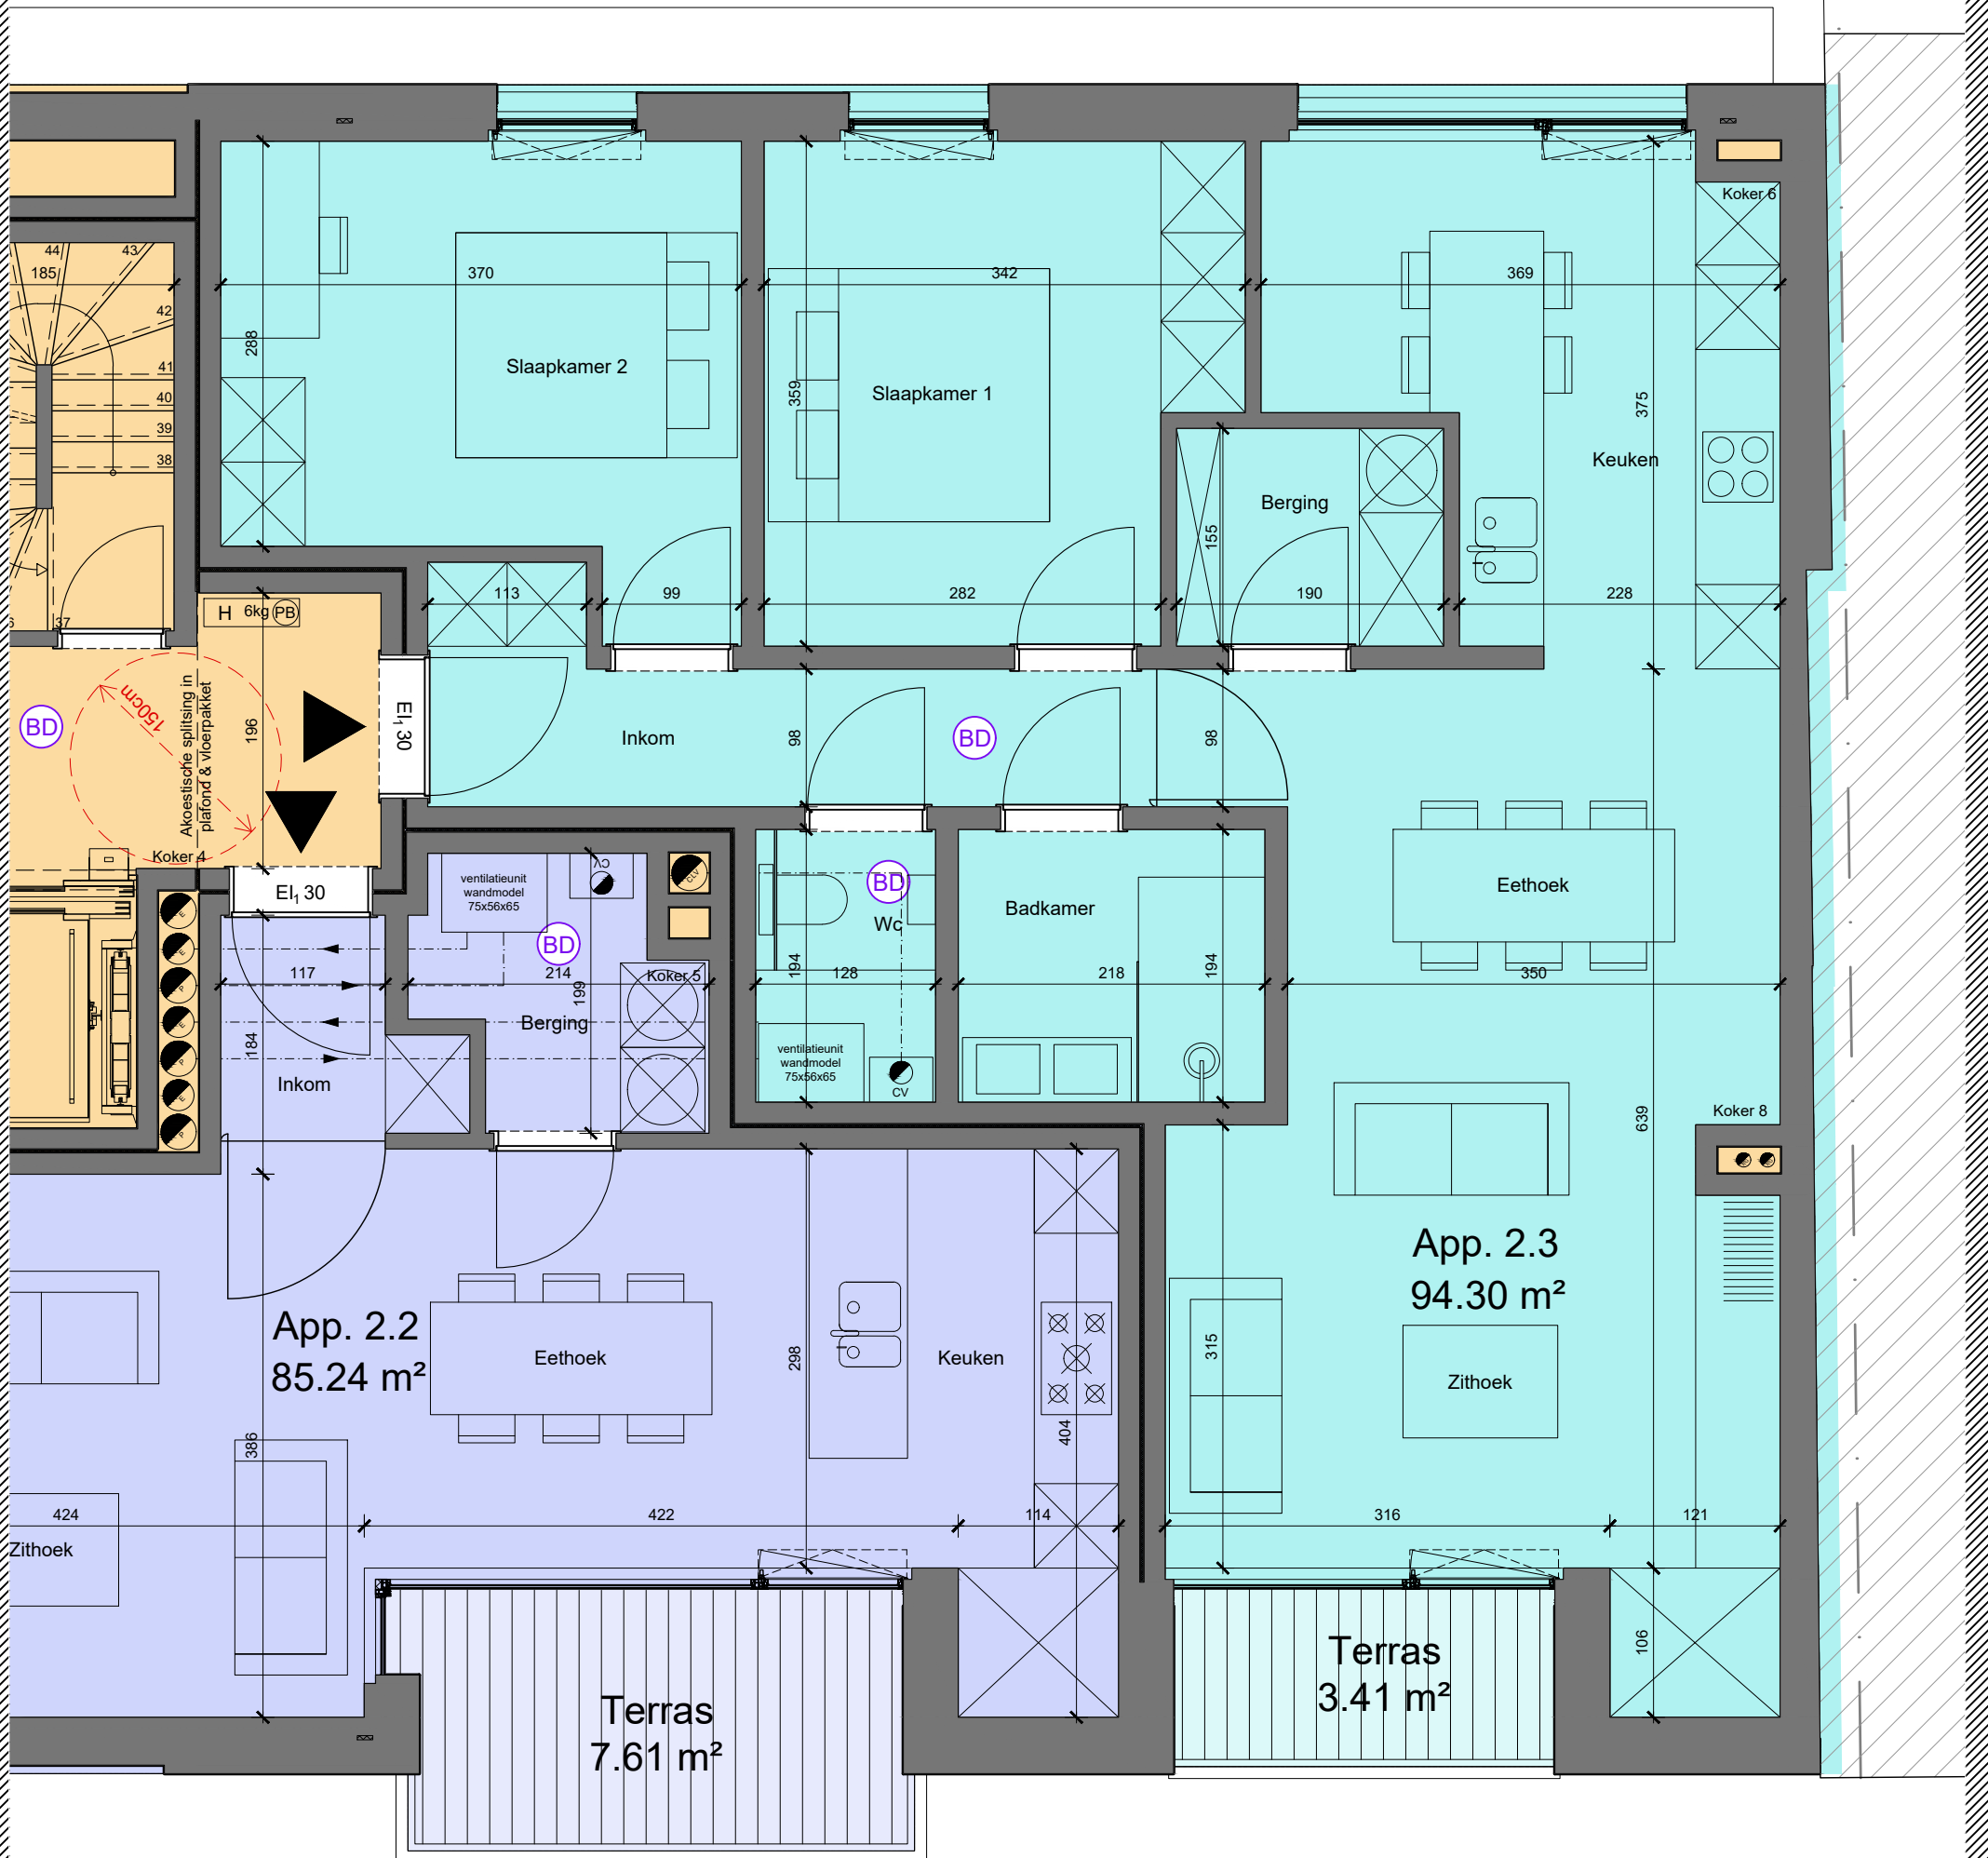 Koker 6
44
43
185
42
41
40
39
38
37
370
342
369
288
359
375
Slaapkamer 2
Slaapkamer 1
Keuken
Berging
155
113
99
282
190
228
H 6kg PB
150cm
Akoestische splitsing in
plafond & vloerpakket
196
BD
EI₁ 30
Inkom
98
BD
98
Koker 4
EI₁ 30
ventilatieunit
wandmodel
75x56x65
CV
CLV
BD
BD
Wc
Badkamer
Eethoek
117
214
199
Koker 5
194
128
218
194
350
184
Berging
Inkom
ventilatieunit
wandmodel
75x56x65
CV
639
Koker 8
App. 2.3
94.30 m²
App. 2.2
85.24 m²
Eethoek
298
Keuken
315
Zithoek
404
386
424
422
114
316
121
Zithoek
Terras
3.41 m²
106
Terras
7.61 m²